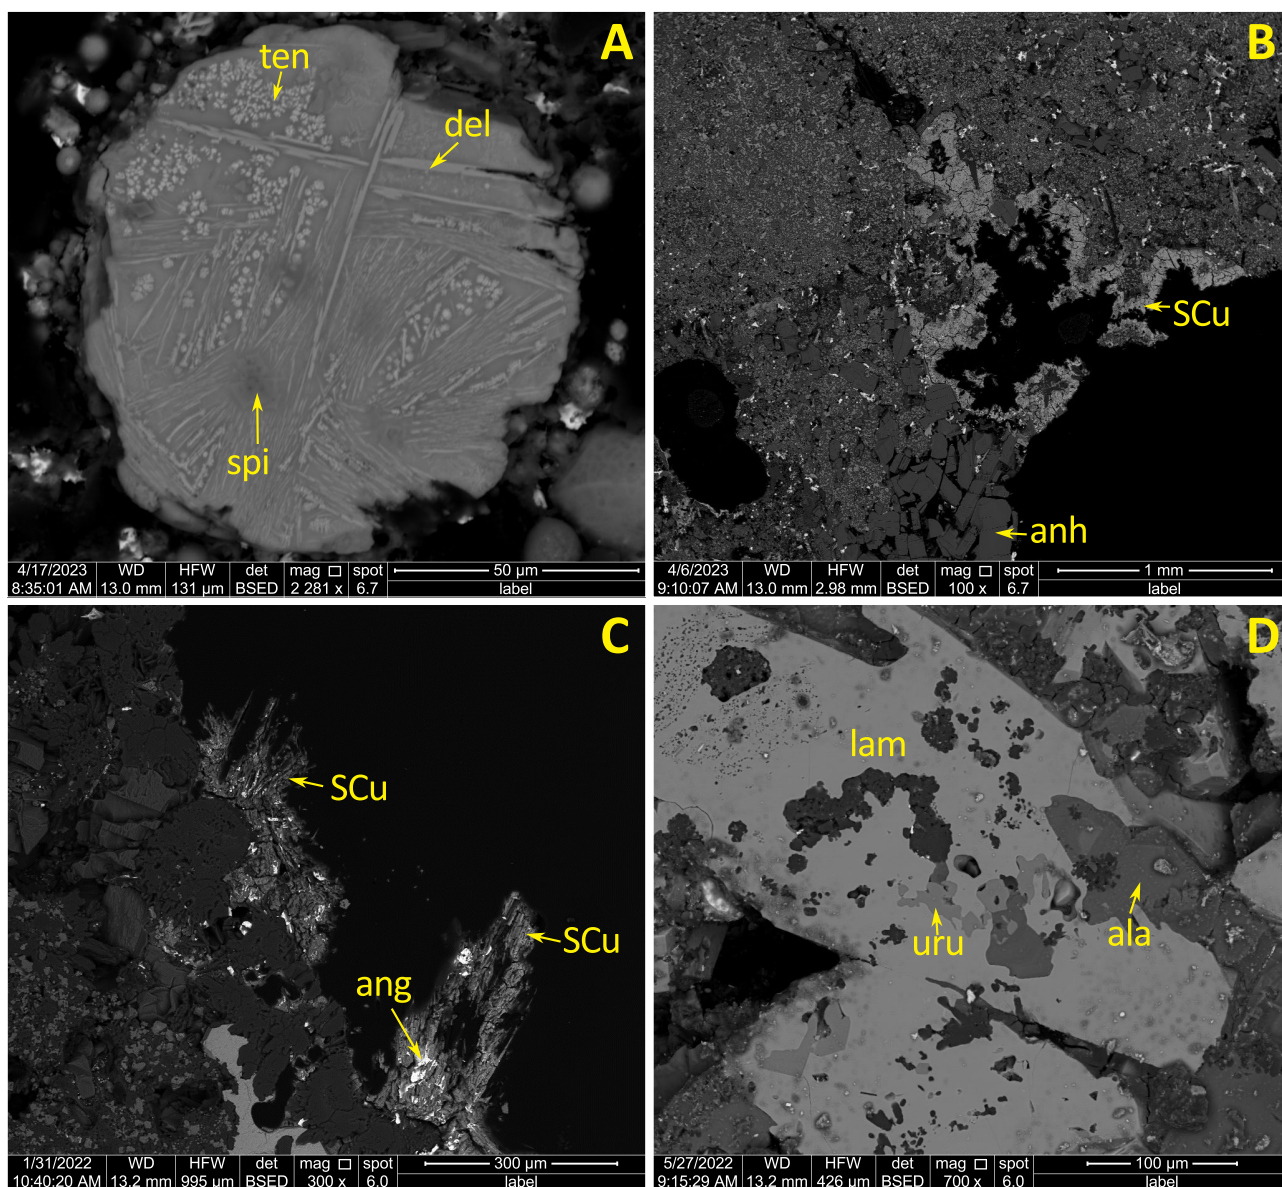 A
ten
del
spi
4/17/2023 WD HFW det mag spot 50 µm
8:35:01 AM 13.0 mm 131 µm BSED 2 281 x 6.7 label
B
SCu
anh
4/6/2023 WD HFW det mag spot 1 mm
9:10:07 AM 13.0 mm 2.98 mm BSED 100 x 6.7 label
C
SCu
SCu
ang
1/31/2022 WD HFW det mag spot 300 µm
10:40:20 AM 13.2 mm 995 µm BSED 300 x 6.0 label
D
lam
uru
ala
5/27/2022 WD HFW det mag spot 100 µm
9:15:29 AM 13.2 mm 426 µm BSED 700 x 6.0 label